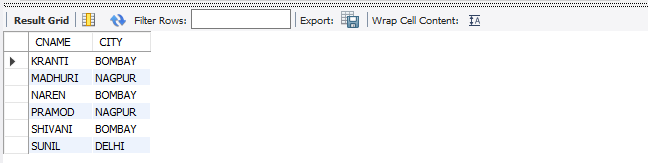 Result Grid Filter Rows: Export: Wrap Cell Content: IA
CNAME CITY
KRANTI BOMBAY
MADHURI NAGPUR
NAREN BOMBAY
PRAMOD NAGPUR
SHIVANI BOMBAY
SUNIL DELHI